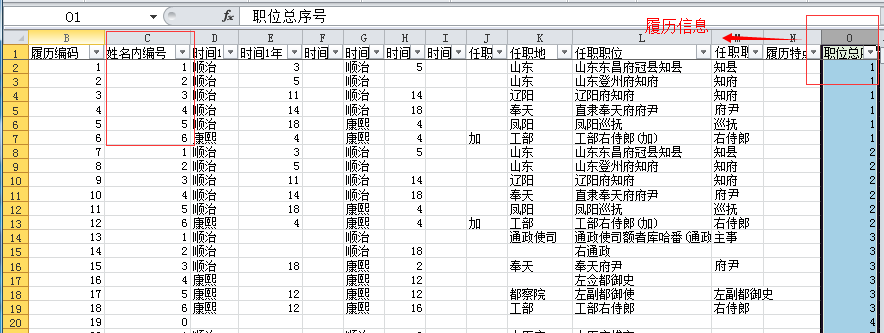 O1 fx 职位总序号
履历信息
B C D E F G H I J K L M N O
1 履历编码 姓名内编号 时间1 时间1年 时间 时间 时间 时间 任职 任职地 任职职位 任职职 履历特点 职位总序
2 1 1 顺治 3 顺治 5 山东 山东东昌府冠县知县 知县 1
3 2 2 顺治 5 顺治 山东 山东登州府知府 知府 1
4 3 3 顺治 11 顺治 14 辽阳 辽阳府知府 知府 1
5 4 4 顺治 14 顺治 18 奉天 直隶奉天府府尹 府尹 1
6 5 5 顺治 18 康熙 4 凤阳 凤阳巡抚 巡抚 1
7 6 6 康熙 4 康熙 4 加 工部 工部右侍郎(加) 右侍郎 1
8 7 1 顺治 3 顺治 5 山东 山东东昌府冠县知县 知县 2
9 8 2 顺治 5 顺治 山东 山东登州府知府 知府 2
10 9 3 顺治 11 顺治 14 辽阳 辽阳府知府 知府 2
11 10 4 顺治 14 顺治 18 奉天 直隶奉天府府尹 府尹 2
12 11 5 顺治 18 康熙 4 凤阳 凤阳巡抚 巡抚 2
13 12 6 康熙 4 康熙 4 加 工部 工部右侍郎(加) 右侍郎 2
14 13 1 顺治 顺治 通政使司 通政使司额者库哈番(通政 主事 3
15 14 2 顺治 顺治 18 右通政 3
16 15 3 顺治 18 康熙 2 奉天 奉天府尹 府尹 3
17 16 4 康熙 康熙 左佥都御史 3
18 17 5 康熙 12 康熙 12 都察院 左副都御使 左副都御史 3
19 18 6 康熙 12 康熙 16 工部 工部右侍郎 右侍郎 3
20 19 0 4